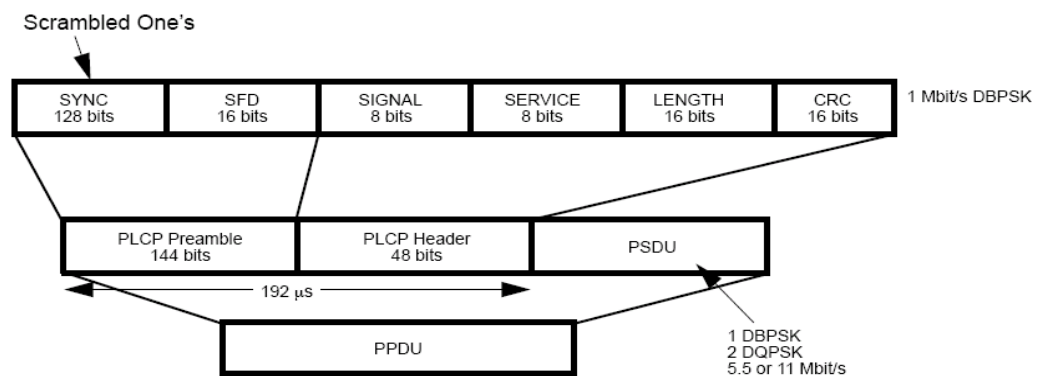 Scrambled One's
SYNC
128 bits
SFD
16 bits
SIGNAL
8 bits
SERVICE
8 bits
LENGTH
16 bits
CRC
16 bits
1 Mbit/s DBPSK
PLCP Preamble
144 bits
PLCP Header
48 bits
PSDU
192 μs
1 DBPSK
2 DQPSK
5.5 or 11 Mbit/s
PPDU